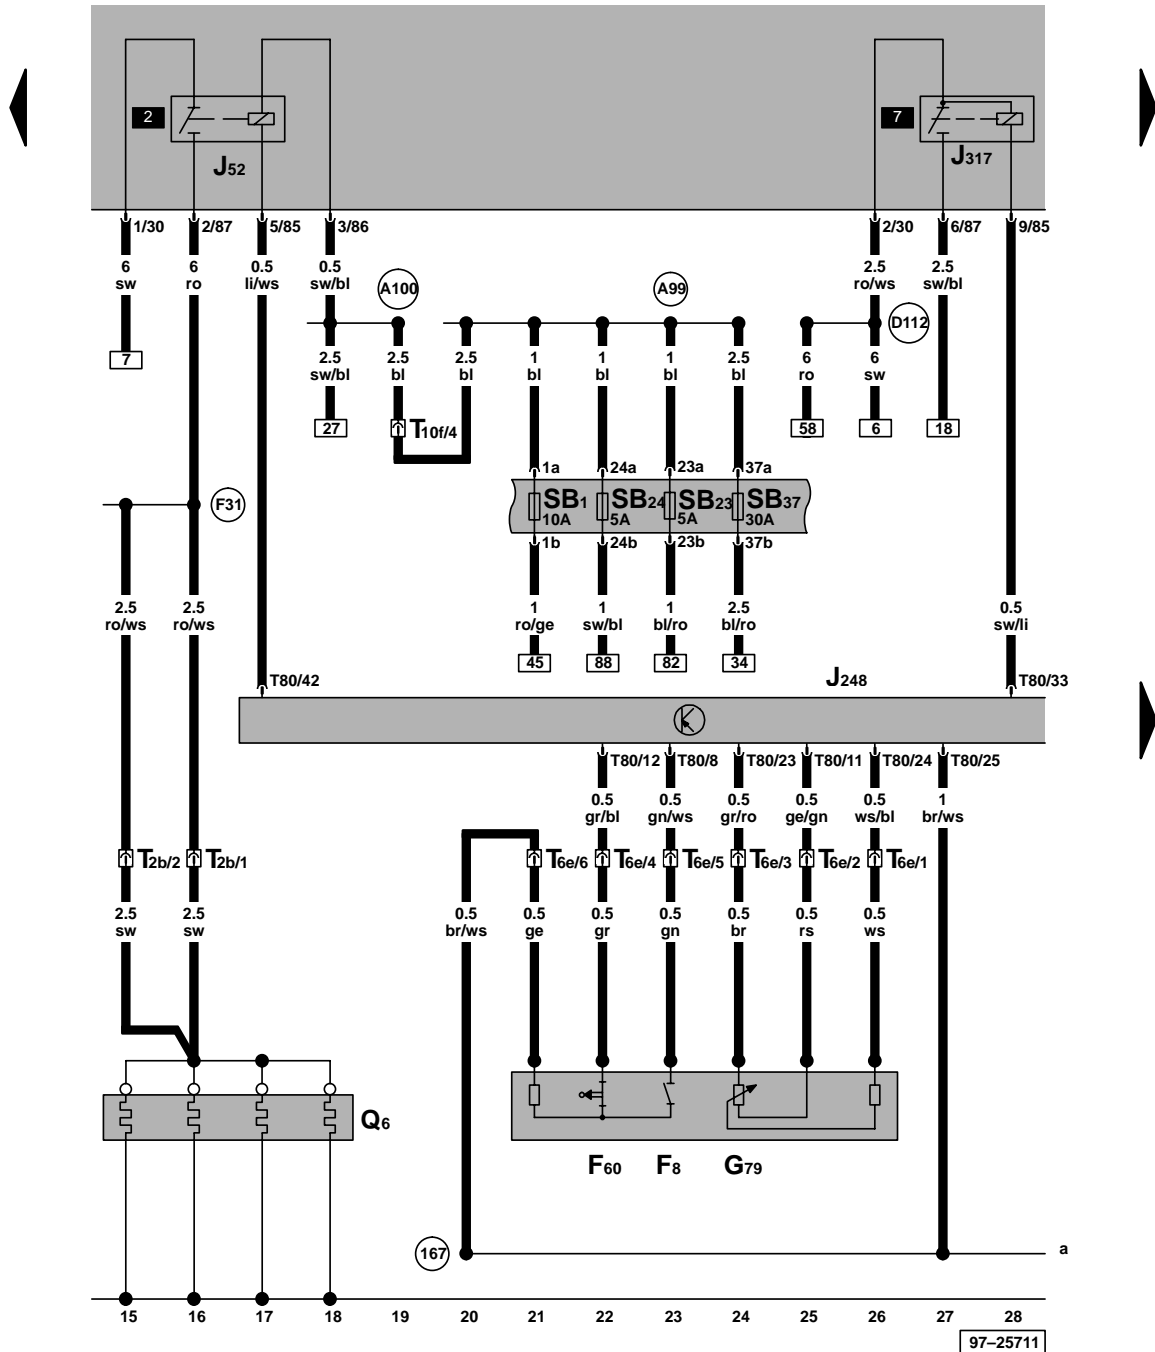 2
7
J52
J317
1/30 2/87 5/85 3/86 2/30 6/87 9/85
6 6 0.5 0.5 2.5 2.5
sw ro li/ws sw/bl ro/ws sw/bl
A100 A99
D112
7
2.5 2.5 2.5 1 1 1 2.5 6 6
sw/bl bl bl bl bl bl bl ro sw
27 T10f/4 58 6 18
1a 24a 23a 37a
SB1 SB24 SB23 SB37
10A 5A 5A 30A
F31
1b 24b 23b 37b
2.5 2.5 1 1 1 2.5 0.5
ro/ws ro/ws ro/ge sw/bl bl/ro bl/ro sw/li
45 88 82 34
T80/42 J248 T80/33
T80/12 T80/8 T80/23 T80/11 T80/24 T80/25
0.5 0.5 0.5 0.5 0.5 1
gr/bl gn/ws gr/ro ge/gn ws/bl br/ws
T2b/2 T2b/1 T6e/6 T6e/4 T6e/5 T6e/3 T6e/2 T6e/1
2.5 2.5 0.5 0.5 0.5 0.5 0.5 0.5 0.5
sw sw br/ws ge gr gn br rs ws
Q6
F60 F8 G79
167 a
15 16 17 18 19 20 21 22 23 24 25 26 27 28
97–25711